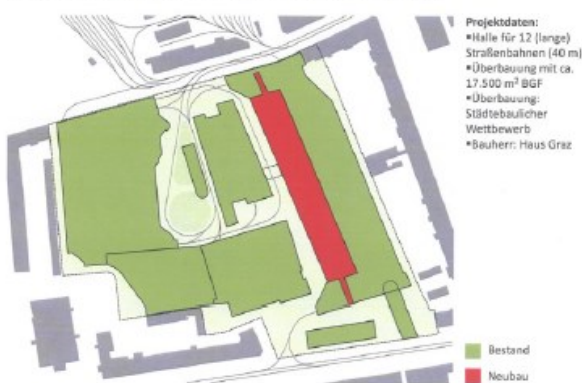 Projektdaten:
▪Halle für 12 (lange)
Straßenbahnen (40 m)
▪Überbauung mit ca.
17.500 m² BGF
▪Überbauung:
Städtebaulicher
Wettbewerb
▪Bauherr: Haus Graz
Bestand
Neubau